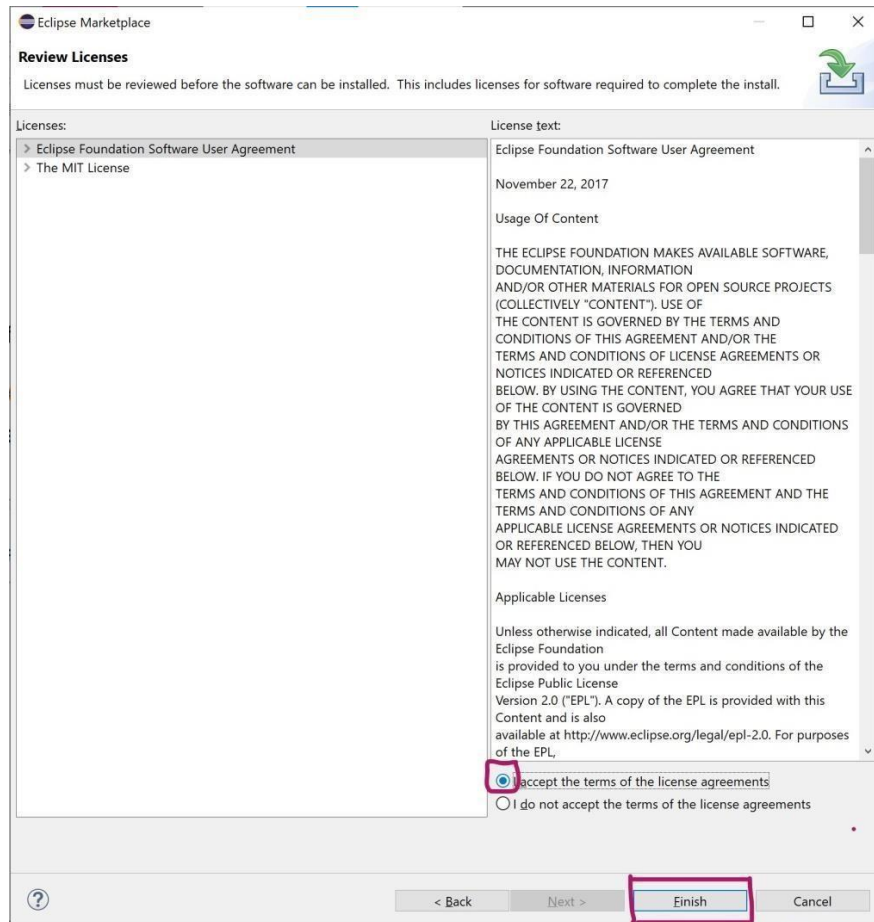 Eclipse Marketplace
Review Licenses
Licenses must be reviewed before the software can be installed. This includes licenses for software required to complete the install.
Licenses:
> Eclipse Foundation Software User Agreement
> The MIT License
License text:
Eclipse Foundation Software User Agreement
November 22, 2017
Usage Of Content
THE ECLIPSE FOUNDATION MAKES AVAILABLE SOFTWARE,
DOCUMENTATION, INFORMATION
AND/OR OTHER MATERIALS FOR OPEN SOURCE PROJECTS
(COLLECTIVELY "CONTENT"). USE OF
THE CONTENT IS GOVERNED BY THE TERMS AND
CONDITIONS OF THIS AGREEMENT AND/OR THE
TERMS AND CONDITIONS OF LICENSE AGREEMENTS OR
NOTICES INDICATED OR REFERENCED
BELOW. BY USING THE CONTENT, YOU AGREE THAT YOUR USE
OF THE CONTENT IS GOVERNED
BY THIS AGREEMENT AND/OR THE TERMS AND CONDITIONS
OF ANY APPLICABLE LICENSE
AGREEMENTS OR NOTICES INDICATED OR REFERENCED
BELOW. IF YOU DO NOT AGREE TO THE
TERMS AND CONDITIONS OF THIS AGREEMENT AND THE
TERMS AND CONDITIONS OF ANY
APPLICABLE LICENSE AGREEMENTS OR NOTICES INDICATED
OR REFERENCED BELOW, THEN YOU
MAY NOT USE THE CONTENT.
Applicable Licenses
Unless otherwise indicated, all Content made available by the
Eclipse Foundation
is provided to you under the terms and conditions of the
Eclipse Public License
Version 2.0 ("EPL"). A copy of the EPL is provided with this
Content and is also
available at http://www.eclipse.org/legal/epl-2.0. For purposes
of the EPL,
I accept the terms of the license agreements
I do not accept the terms of the license agreements
?
< Back
Next >
Finish
Cancel